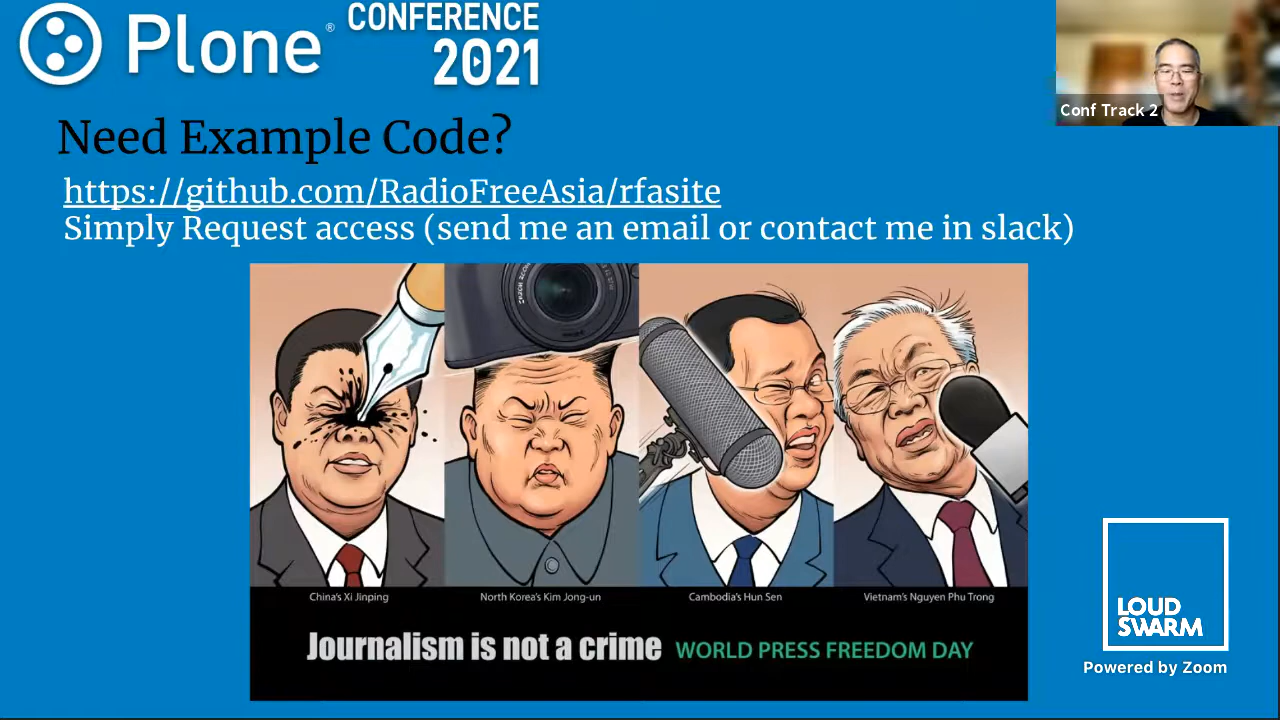 Plone® CONFERENCE
2021
Conf Track 2
Need Example Code?
https://github.com/RadioFreeAsia/rfasite
Simply Request access (send me an email or contact me in slack)
China's Xi Jinping
North Korea's Kim Jong-un
Cambodia's Hun Sen
Vietnam's Nguyen Phu Trong
Journalism is not a crime WORLD PRESS FREEDOM DAY
LOUD
SWARM
Powered by Zoom